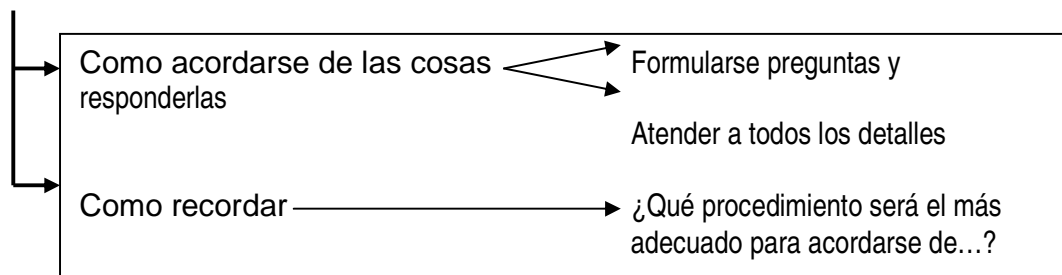 Como acordarse de las cosas Formularse preguntas y
responderlas
Atender a todos los detalles
Como recordar ¿Qué procedimiento será el más
adecuado para acordarse de…?